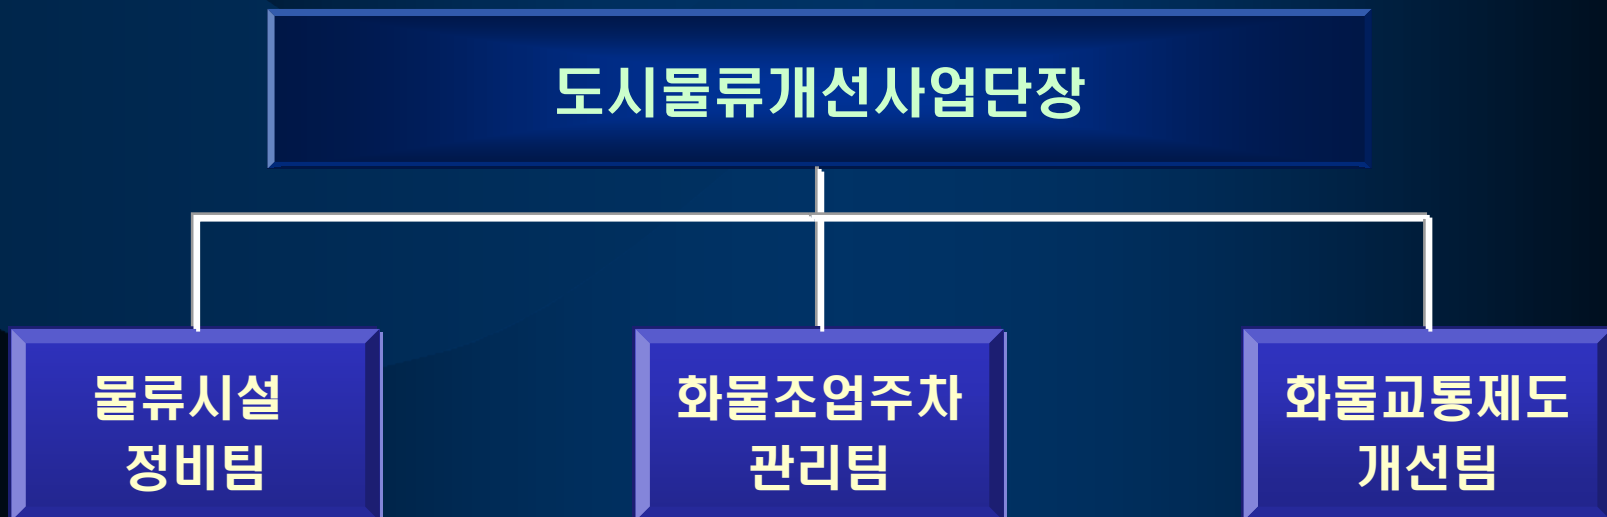 도시물류개선사업단장
물류시설
정비팀
화물조업주차
관리팀
화물교통제도
개선팀